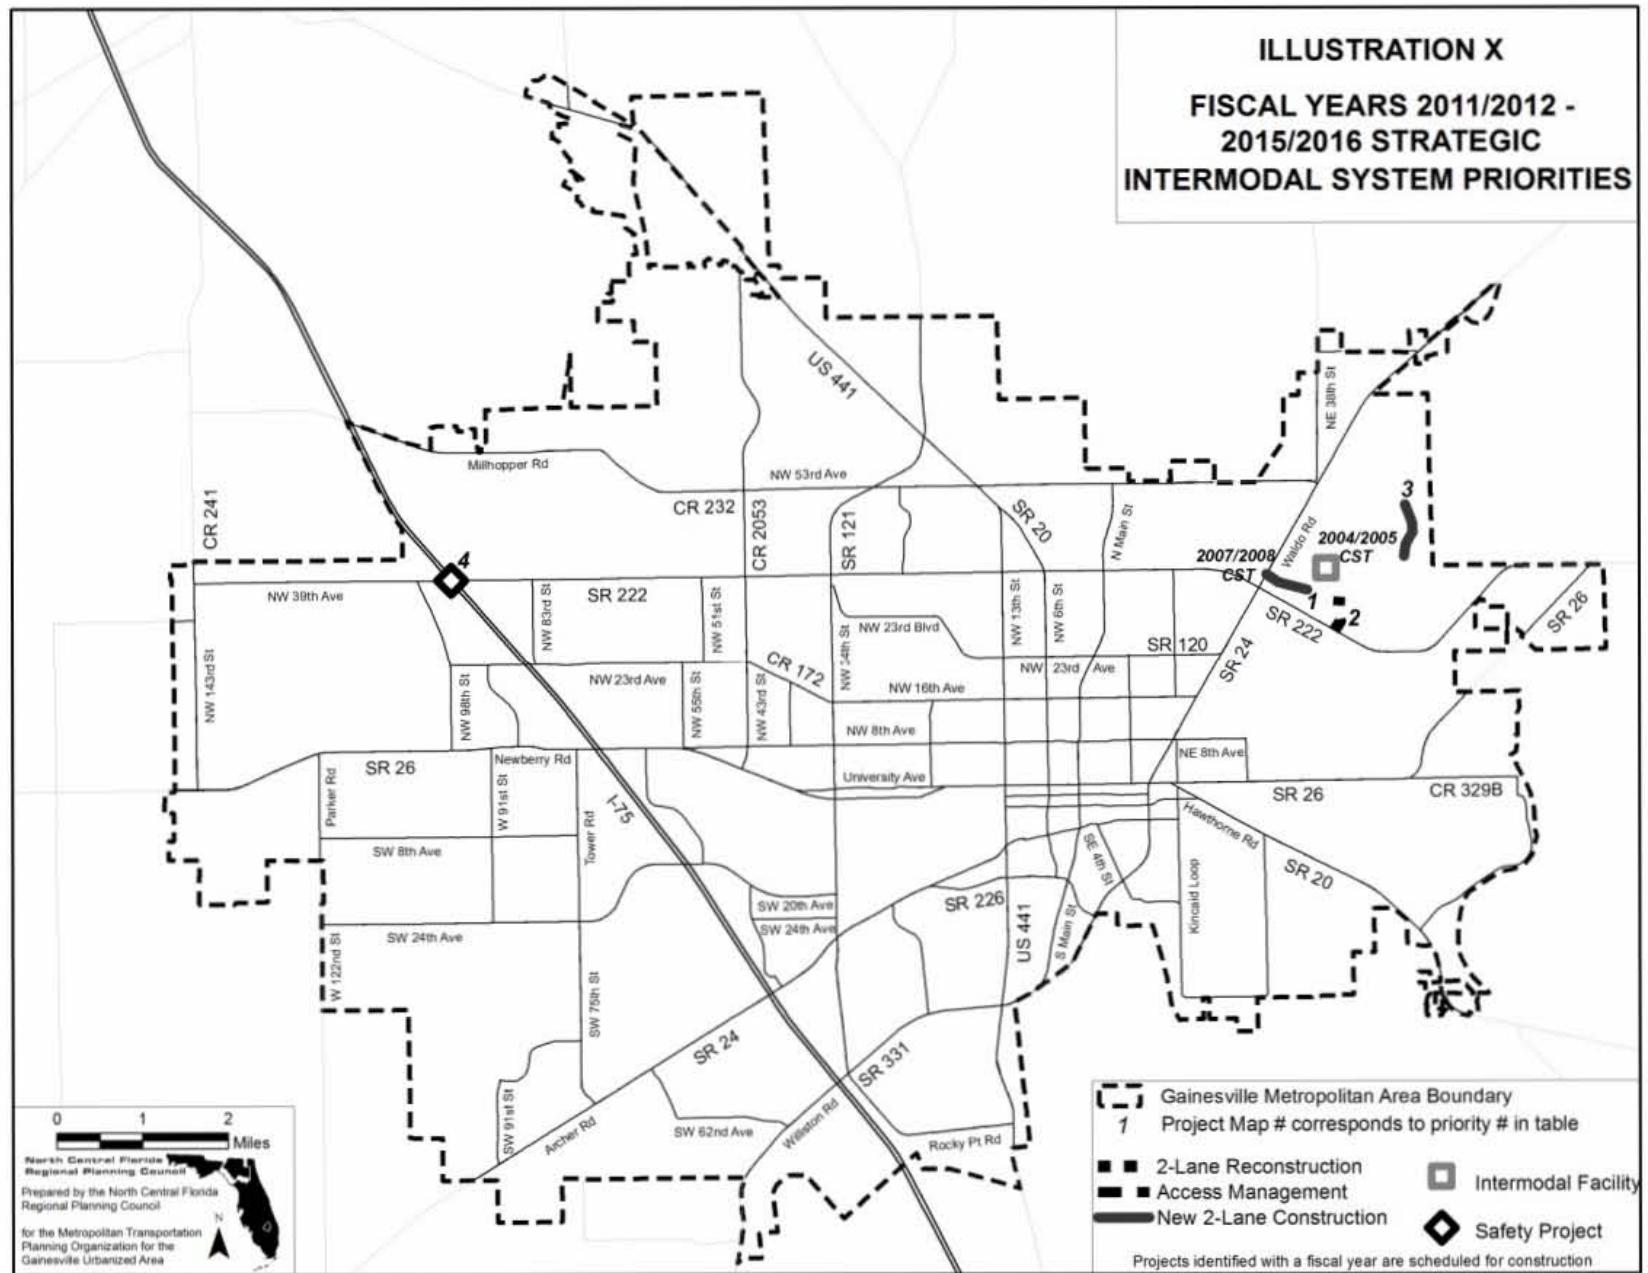 ILLUSTRATION X
FISCAL YEARS 2011/2012 -
2015/2016 STRATEGIC
INTERMODAL SYSTEM PRIORITIES
US 441
NE 38th St
Millhopper Rd
NW 53rd Ave
CR 241
CR 232
CR 2053
SR 121
SR 20
N Main St
Waldo Rd
3
2004/2005
CST
2007/2008
CST
4
1
2
NW 39th Ave
NW 83rd St
SR 222
NW 51st St
NW 13th St
NW 6th St
SR 222
SR 26
NW 23rd Blvd
SR 120
NW 143rd St
NW 34th St
CR 172
NW 23rd Ave
SR 24
NW 98th St
NW 23rd Ave
NW 55th St
NW 43rd St
NW 16th Ave
NW 8th Ave
NE 8th Ave
SR 26
Newberry Rd
University Ave
Parker Rd
W 91st St
I-75
Tower Rd
SR 26
CR 329B
Hawthorne Rd
SW 8th Ave
SE 4th St
Kincaid Loop
SR 20
SW 20th Ave
SR 226
SW 24th Ave
SW 24th Ave
W 122nd St
US 441
S Main St
SW 75th St
SR 24
SR 331
SW 91st St
Archer Rd
SW 62nd Ave
Williston Rd
Rocky Pt Rd
0 1 2
Miles
North Central Florida
Regional Planning Council
Prepared by the North Central Florida
Regional Planning Council
N
for the Metropolitan Transportation
Planning Organization for the
Gainesville Urbanized Area
Gainesville Metropolitan Area Boundary
1 Project Map # corresponds to priority # in table
2-Lane Reconstruction
Access Management
New 2-Lane Construction
Intermodal Facility
Safety Project
Projects identified with a fiscal year are scheduled for construction